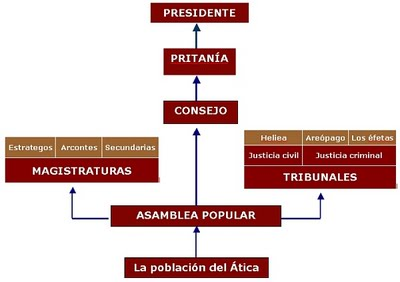 PRESIDENTE
PRITANÍA
CONSEJO
Estrategos Arcontes Secundarias
MAGISTRATURAS
Heliea Areópago Los éfetas
Justicia civil Justicia criminal
TRIBUNALES
ASAMBLEA POPULAR
La población del Ática